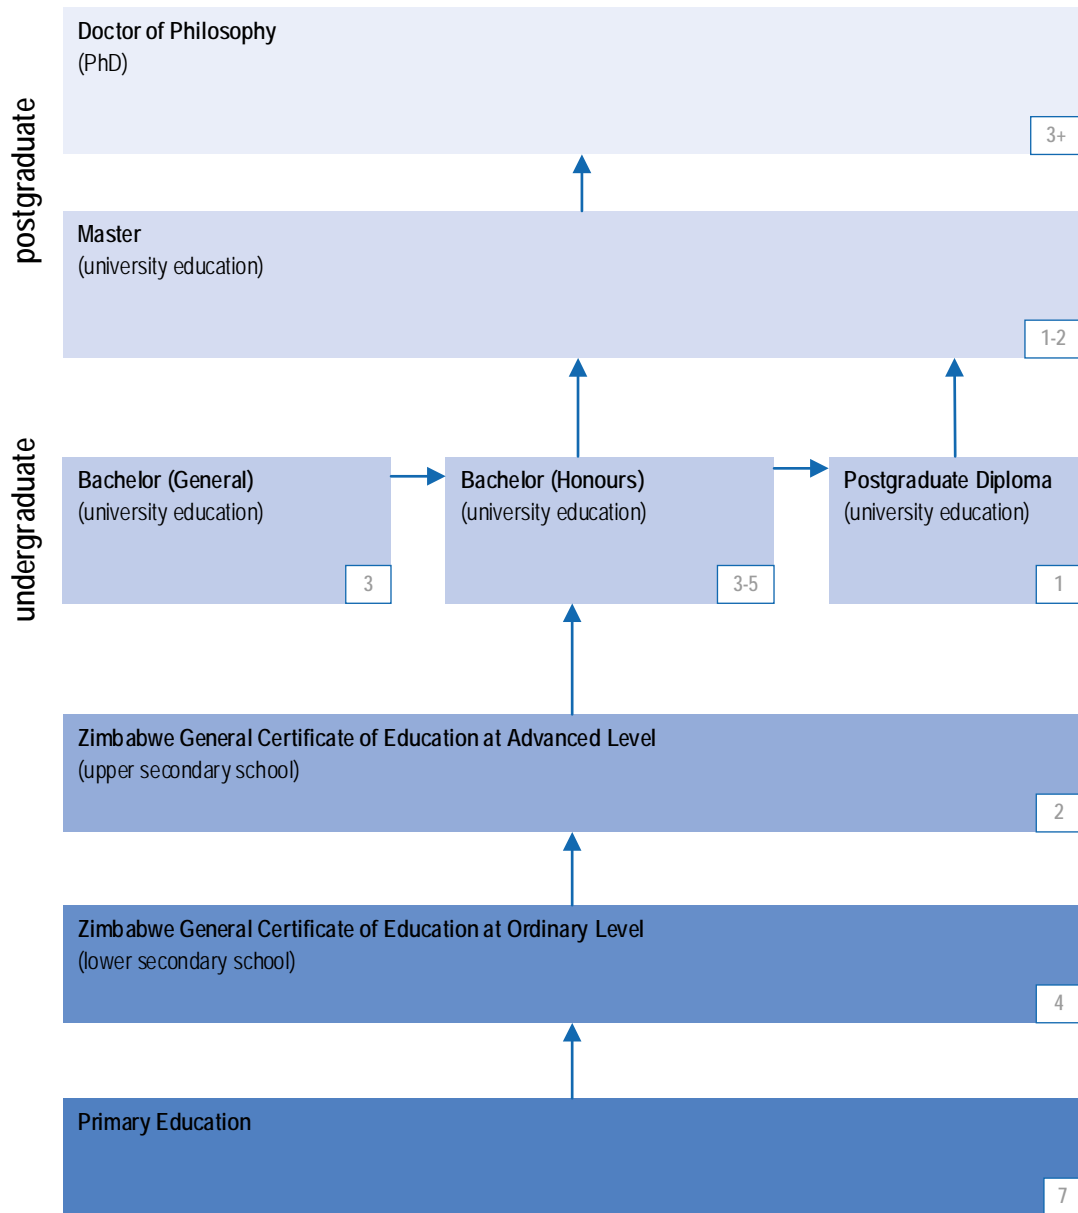 postgraduate
Doctor of Philosophy
(PhD)
3+
Master
(university education)
1-2
undergraduate
Bachelor (General)
(university education)
3
Bachelor (Honours)
(university education)
3-5
Postgraduate Diploma
(university education)
1
Zimbabwe General Certificate of Education at Advanced Level
(upper secondary school)
2
Zimbabwe General Certificate of Education at Ordinary Level
(lower secondary school)
4
Primary Education
7